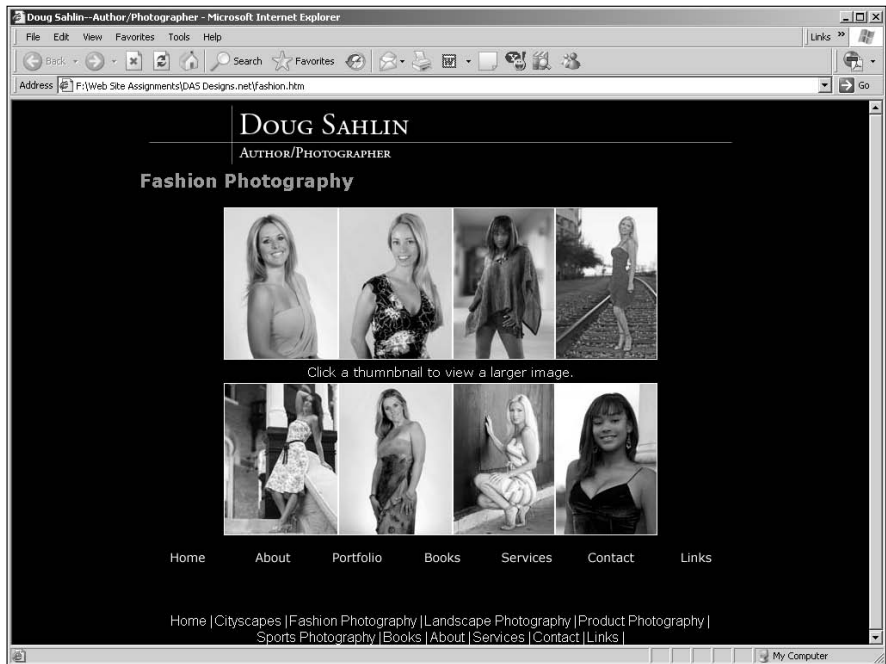 Doug Sahlin--Author/Photographer - Microsoft Internet Explorer
File Edit View Favorites Tools Help Links »
Back Search Favorites W
Address F:\Web Site Assignments\DAS Designs.net\fashion.htm Go
Doug Sahlin
Author/Photographer
Fashion Photography
Click a thumnbnail to view a larger image.
Home About Portfolio Books Services Contact Links
Home |Cityscapes |Fashion Photography |Landscape Photography |Product Photography |
Sports Photography |Books |About |Services |Contact |Links |
My Computer